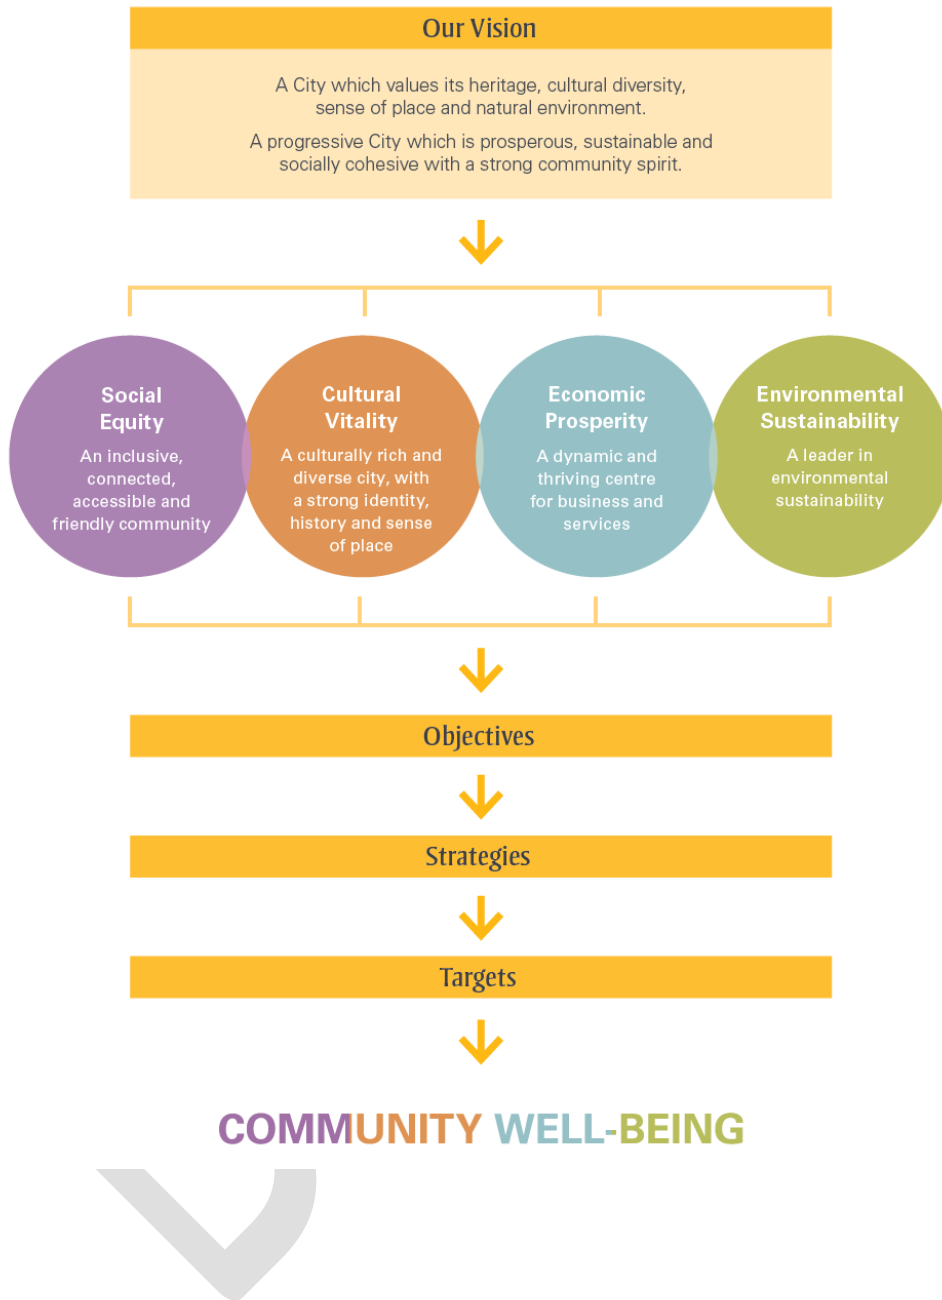 Our Vision
A City which values its heritage, cultural diversity,
sense of place and natural environment.
A progressive City which is prosperous, sustainable and
socially cohesive with a strong community spirit.
Social
Equity
An inclusive,
connected,
accessible and
friendly community
Cultural
Vitality
A culturally rich and
diverse city, with
a strong identity,
history and sense
of place
Economic
Prosperity
A dynamic and
thriving centre
for business and
services
Environmental
Sustainability
A leader in
environmental
sustainability
Objectives
Strategies
Targets
COMMUNITY WELL-BEING